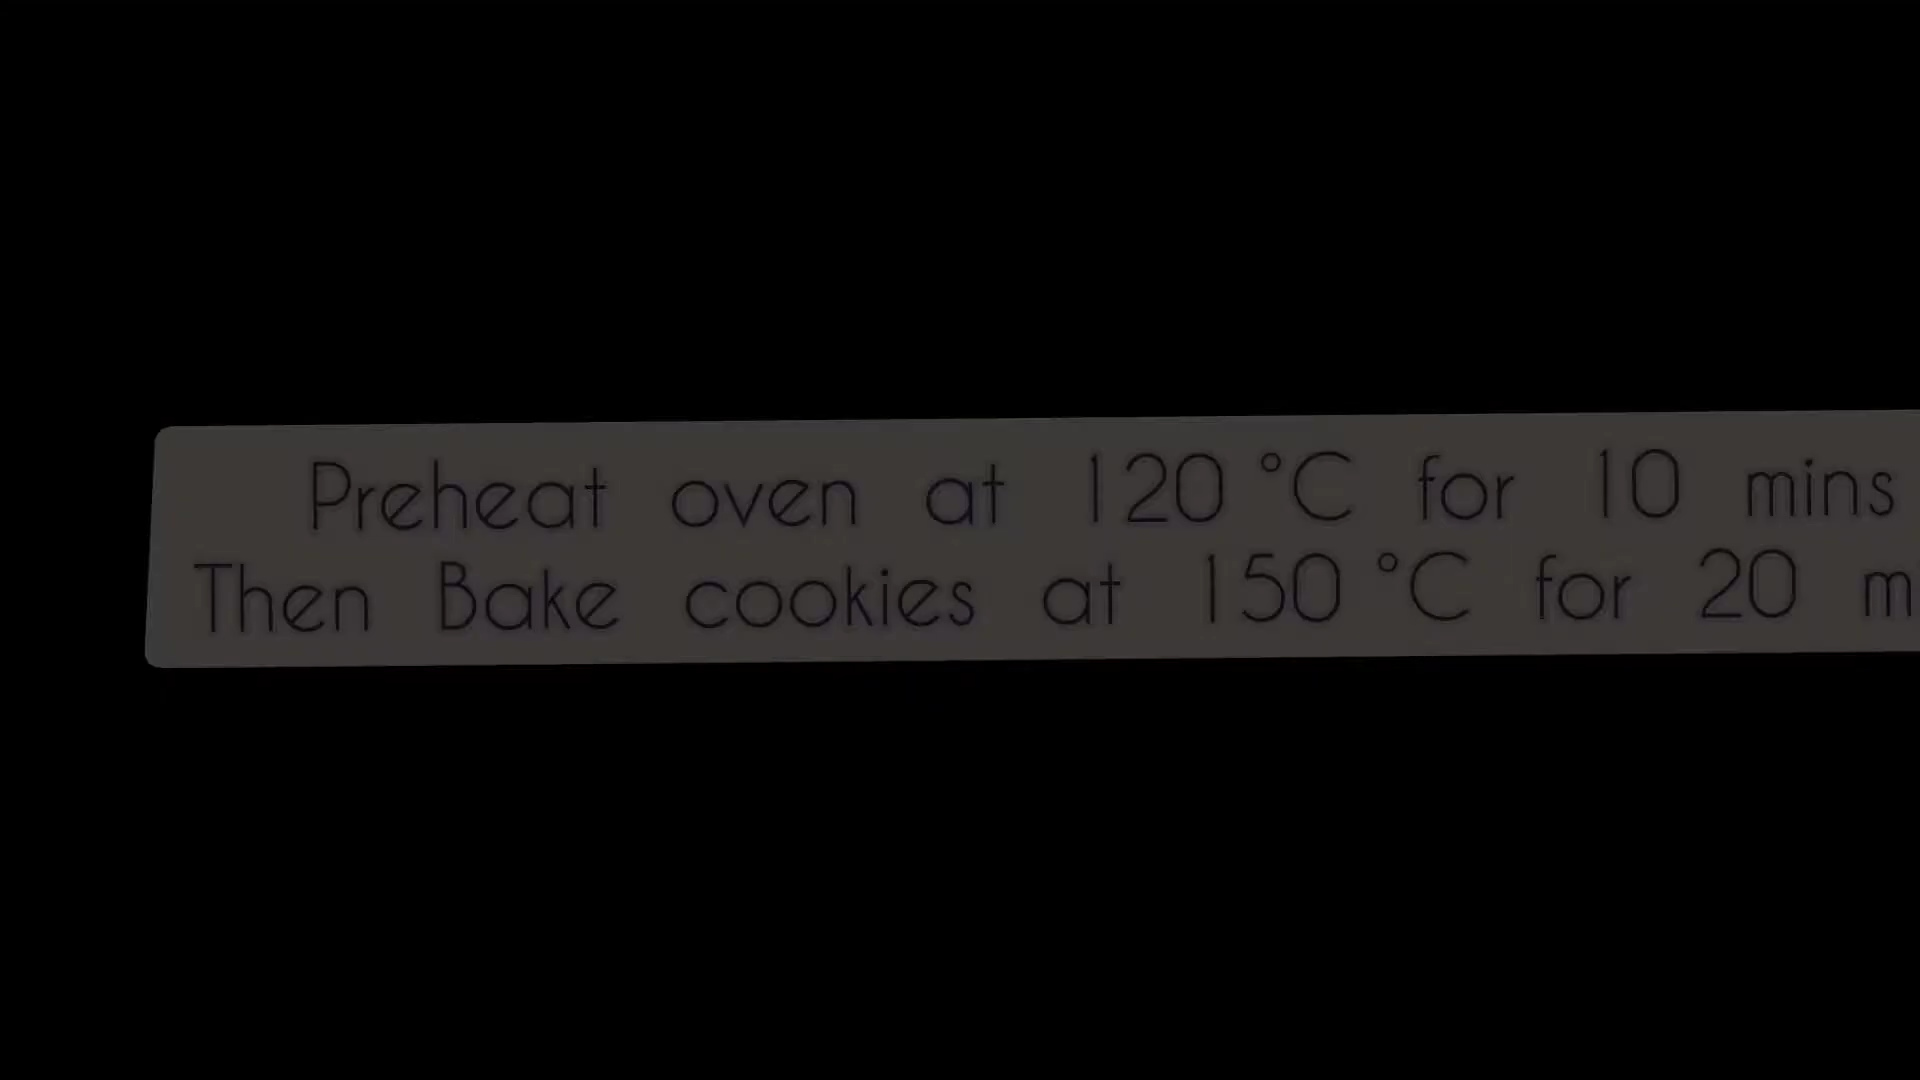 Preheat oven at 120 °C for 10 mins
Then Bake cookies at 150 °C for 20 m